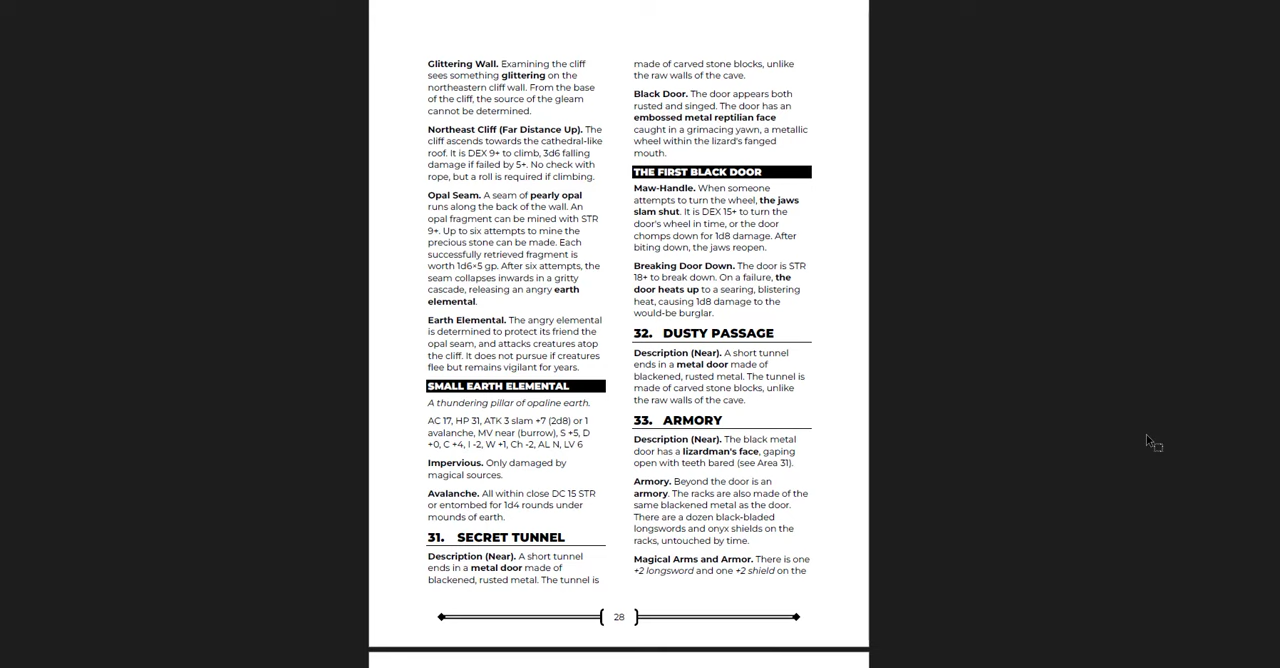 Glittering Wall. Examining the cliff
sees something glittering on the
northeastern cliff wall. From the base
of the cliff, the source of the gleam
cannot be determined.
Northeast Cliff (Far Distance Up). The
cliff ascends towards the cathedral-like
roof. It is DEX 9+ to climb, 3d6 falling
damage if failed by 5+. No check with
rope, but a roll is required if climbing.
Opal Seam. A seam of pearly opal
runs along the back of the wall. An
opal fragment can be mined with STR
9+. Up to six attempts to mine the
precious stone can be made. Each
successfully retrieved fragment is
worth 1d6×5 gp. After six attempts, the
seam collapses inwards in a gritty
cascade, releasing an angry earth
elemental.
Earth Elemental. The angry elemental
is determined to protect its friend the
opal seam, and attacks creatures atop
the cliff. It does not pursue if creatures
flee but remains vigilant for years.
SMALL EARTH ELEMENTAL
A thundering pillar of opaline earth.
AC 17, HP 31, ATK 3 slam +7 (2d8) or 1
avalanche, MV near (burrow), S +5, D
+0, C +4, I -2, W +1, Ch -2, AL N, LV 6
Impervious. Only damaged by
magical sources.
Avalanche. All within close DC 15 STR
or entombed for 1d4 rounds under
mounds of earth.
31. SECRET TUNNEL
Description (Near). A short tunnel
ends in a metal door made of
blackened, rusted metal. The tunnel is
made of carved stone blocks, unlike
the raw walls of the cave.
Black Door. The door appears both
rusted and singed. The door has an
embossed metal reptilian face
caught in a grimacing yawn, a metallic
wheel within the lizard's fanged
mouth.
THE FIRST BLACK DOOR
Maw-Handle. When someone
attempts to turn the wheel, the jaws
slam shut. It is DEX 15+ to turn the
door's wheel in time, or the door
chomps down for 1d8 damage. After
biting down, the jaws reopen.
Breaking Door Down. The door is STR
18+ to break down. On a failure, the
door heats up to a searing, blistering
heat, causing 1d8 damage to the
would-be burglar.
32. DUSTY PASSAGE
Description (Near). A short tunnel
ends in a metal door made of
blackened, rusted metal. The tunnel is
made of carved stone blocks, unlike
the raw walls of the cave.
33. ARMORY
Description (Near). The black metal
door has a lizardman's face, gaping
open with teeth bared (see Area 31).
Armory. Beyond the door is an
armory. The racks are also made of the
same blackened metal as the door.
There are a dozen black-bladed
longswords and onyx shields on the
racks, untouched by time.
Magical Arms and Armor. There is one
+2 longsword and one +2 shield on the
28